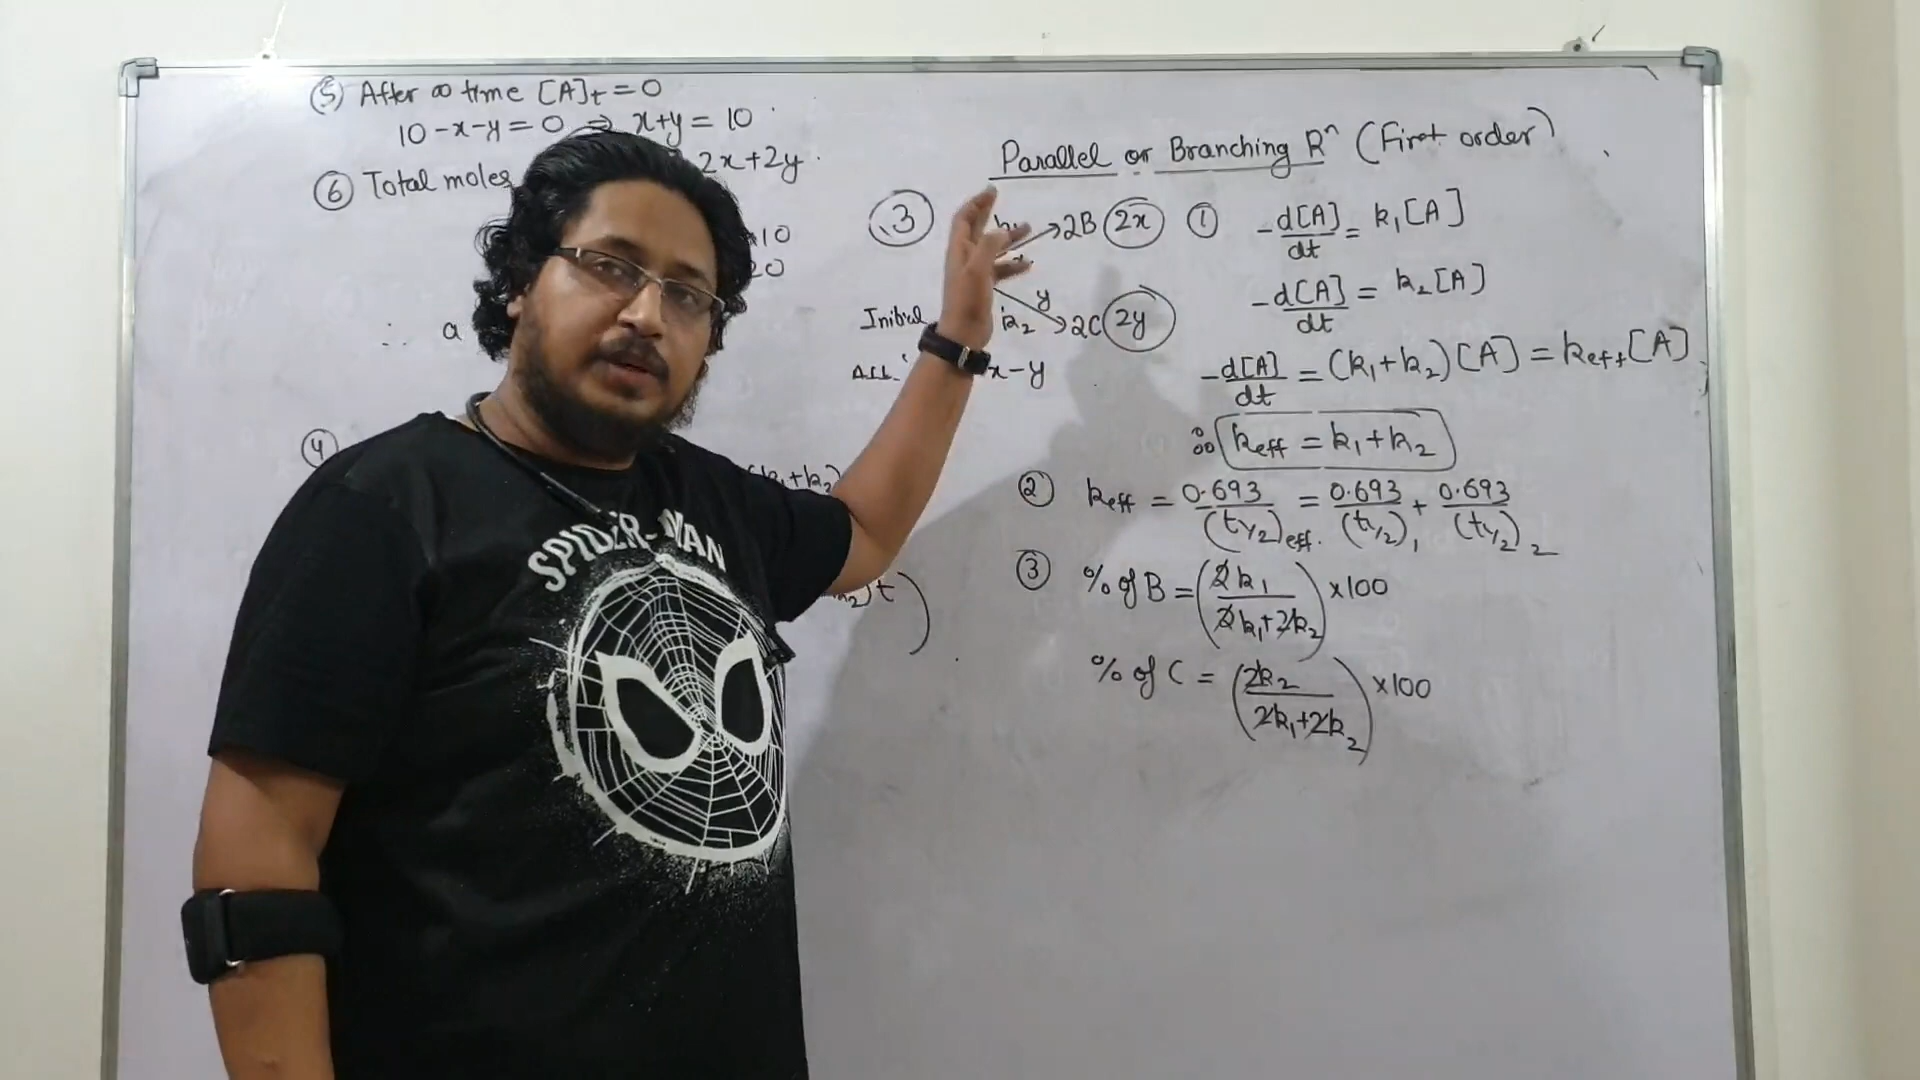 (5) After ∞ time [A]t = 0
10-x-y = 0 ⇒ x+y = 10
(6) Total moles 2x+2y
10
20
∴ a
(4)
(k₁+k₂)
k₂)t)
Parallel or Branching Rⁿ (First order)
(3)
→2B (2x)
x
y
k₂ →2C (2y)
Initial
x-y
(1) -d[A]/dt = k₁[A]
-d[A]/dt = k₂[A]
-d[A]/dt = (k₁+k₂)[A] = keff[A]
∴ keff = k₁+k₂
(2) keff = 0.693/(t1/2)eff. = 0.693/(t1/2)₁ + 0.693/(t1/2)₂
(3) % of B = (2k₁/2k₁+2k₂) ×100
% of C = (2k₂/2k₁+2k₂) ×100
SPIDER-MAN